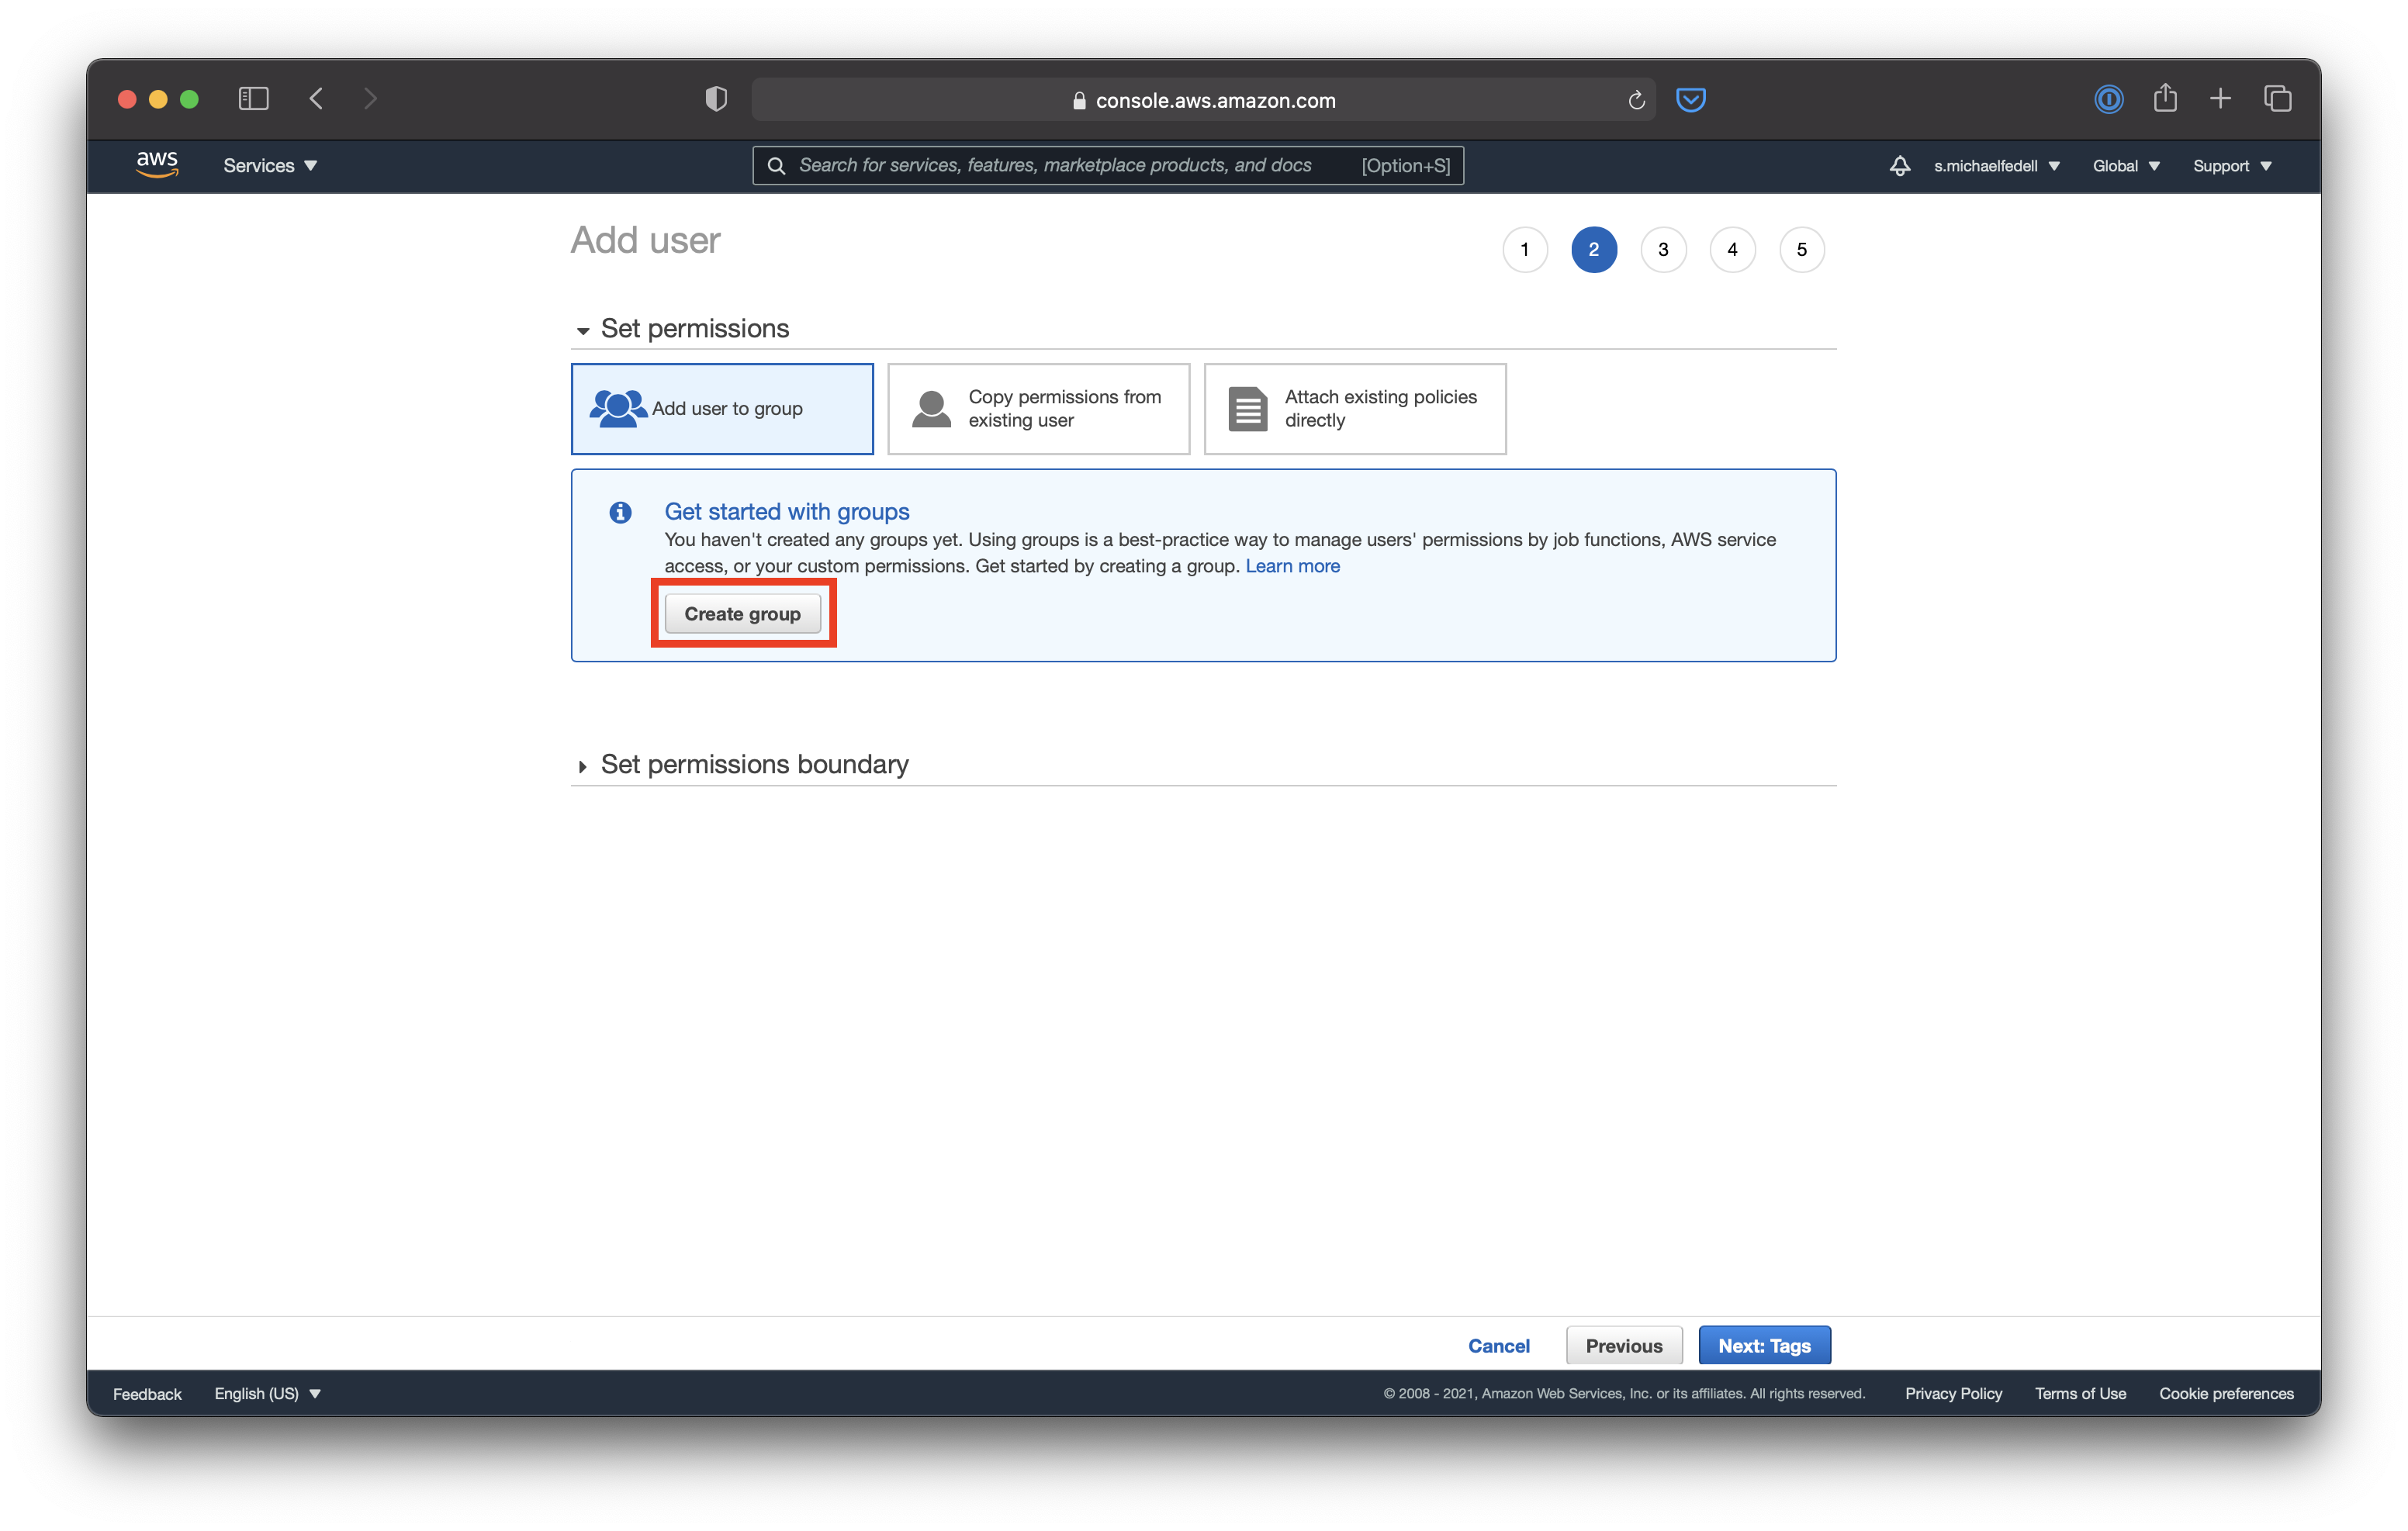 console.aws.amazon.com
aws
Services
Search for services, features, marketplace products, and docs [Option+S]
s.michaelfedell
Global
Support
Add user
1 2 3 4 5
Set permissions
Add user to group
Copy permissions from
existing user
Attach existing policies
directly
Get started with groups
You haven't created any groups yet. Using groups is a best-practice way to manage users' permissions by job functions, AWS service
access, or your custom permissions. Get started by creating a group. Learn more
Create group
Set permissions boundary
Cancel
Previous
Next: Tags
Feedback
English (US)
© 2008 - 2021, Amazon Web Services, Inc. or its affiliates. All rights reserved.
Privacy Policy
Terms of Use
Cookie preferences